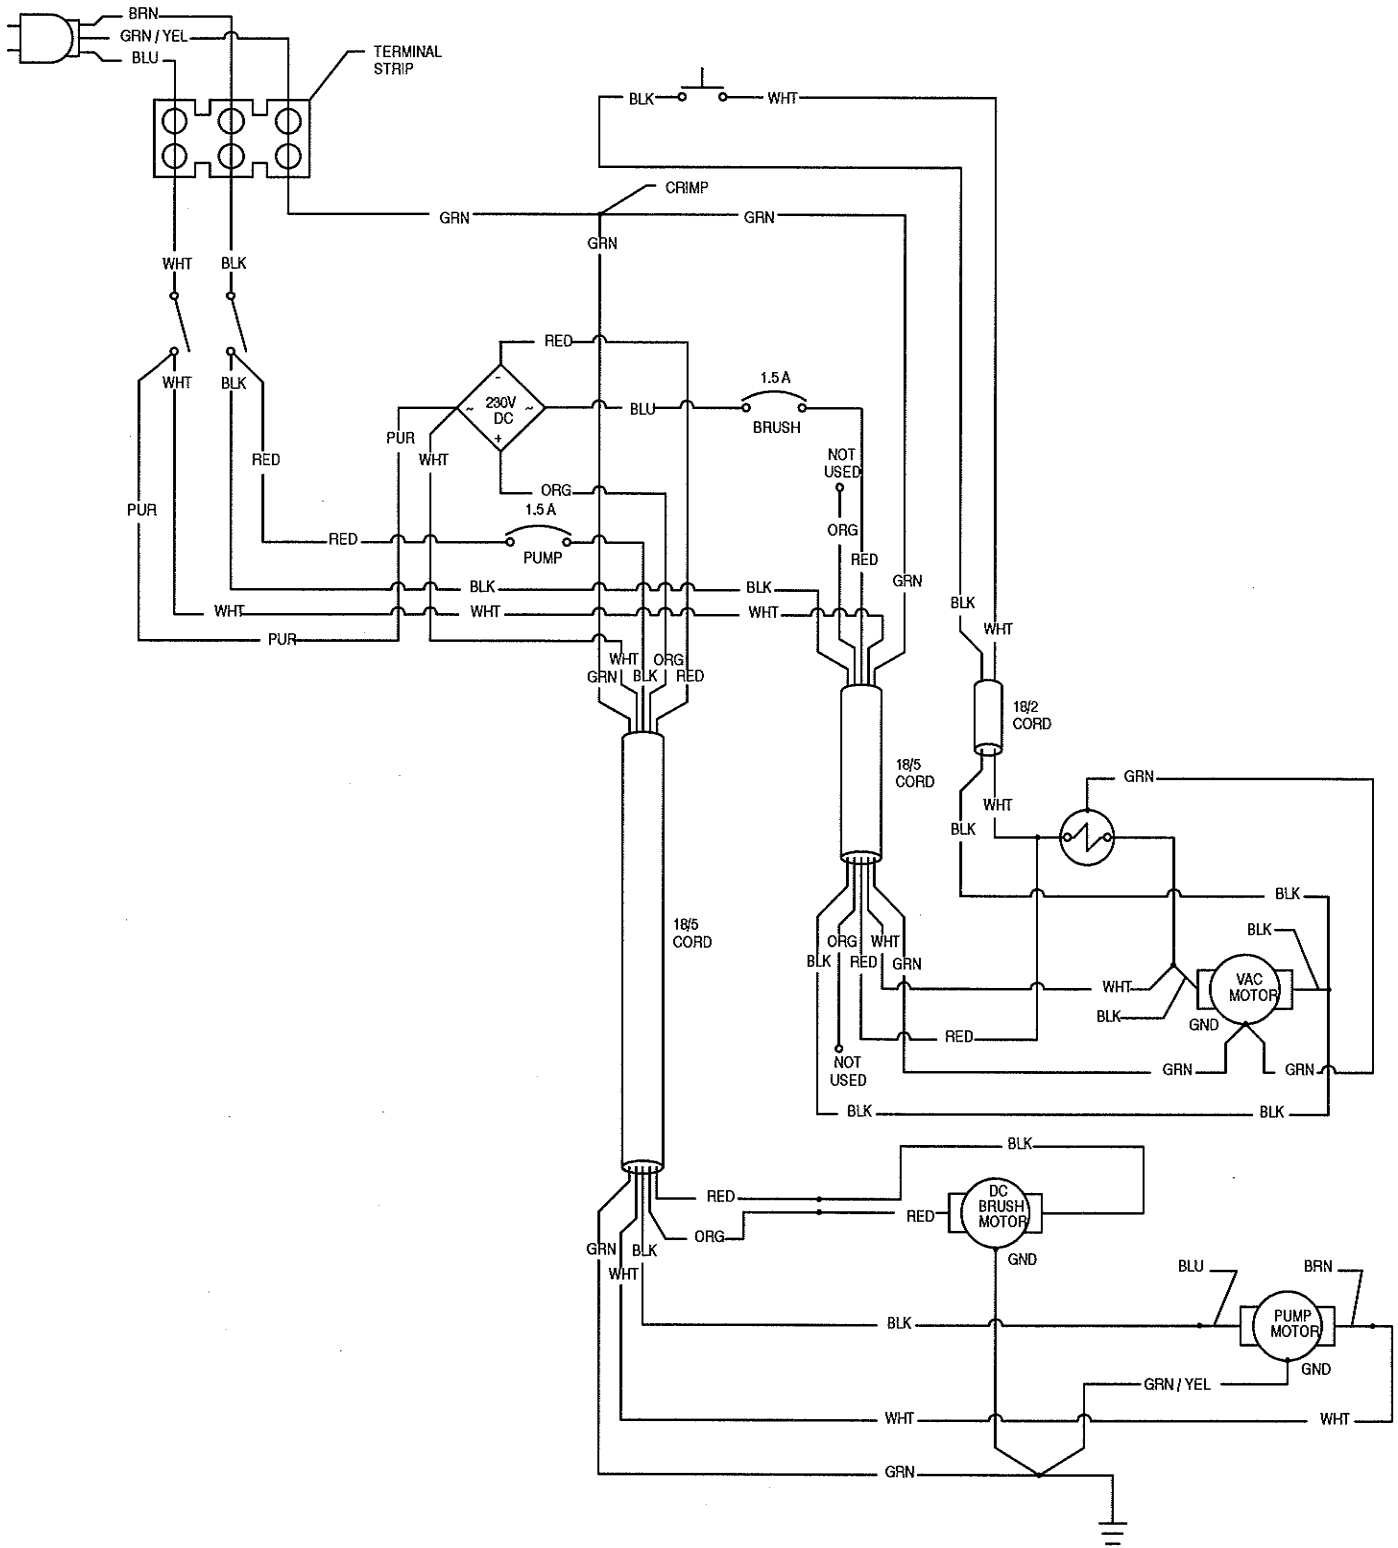 BRN
GRN / YEL
BLU
TERMINAL
STRIP
BLK
WHT
CRIMP
GRN
GRN
GRN
WHT
BLK
RED
WHT
BLK
1.5 A
-
230V
DC
~
~
+
BLU
BRUSH
PUR
WHT
RED
NOT
USED
ORG
1.5 A
PUR
ORG
RED
PUMP
RED
GRN
BLK
BLK
BLK
WHT
WHT
WHT
WHT
PUR
WHT
ORG
GRN
BLK
RED
18/2
CORD
18/5
CORD
GRN
WHT
BLK
BLK
18/5
CORD
BLK
ORG
WHT
BLK
RED
GRN
VAC
MOTOR
WHT
BLK
GND
RED
NOT
USED
GRN
GRN
BLK
BLK
BLK
RED
DC
BRUSH
MOTOR
RED
ORG
GRN
BLK
GND
WHT
BLU
BRN
BLK
PUMP
MOTOR
GND
GRN / YEL
WHT
WHT
GRN